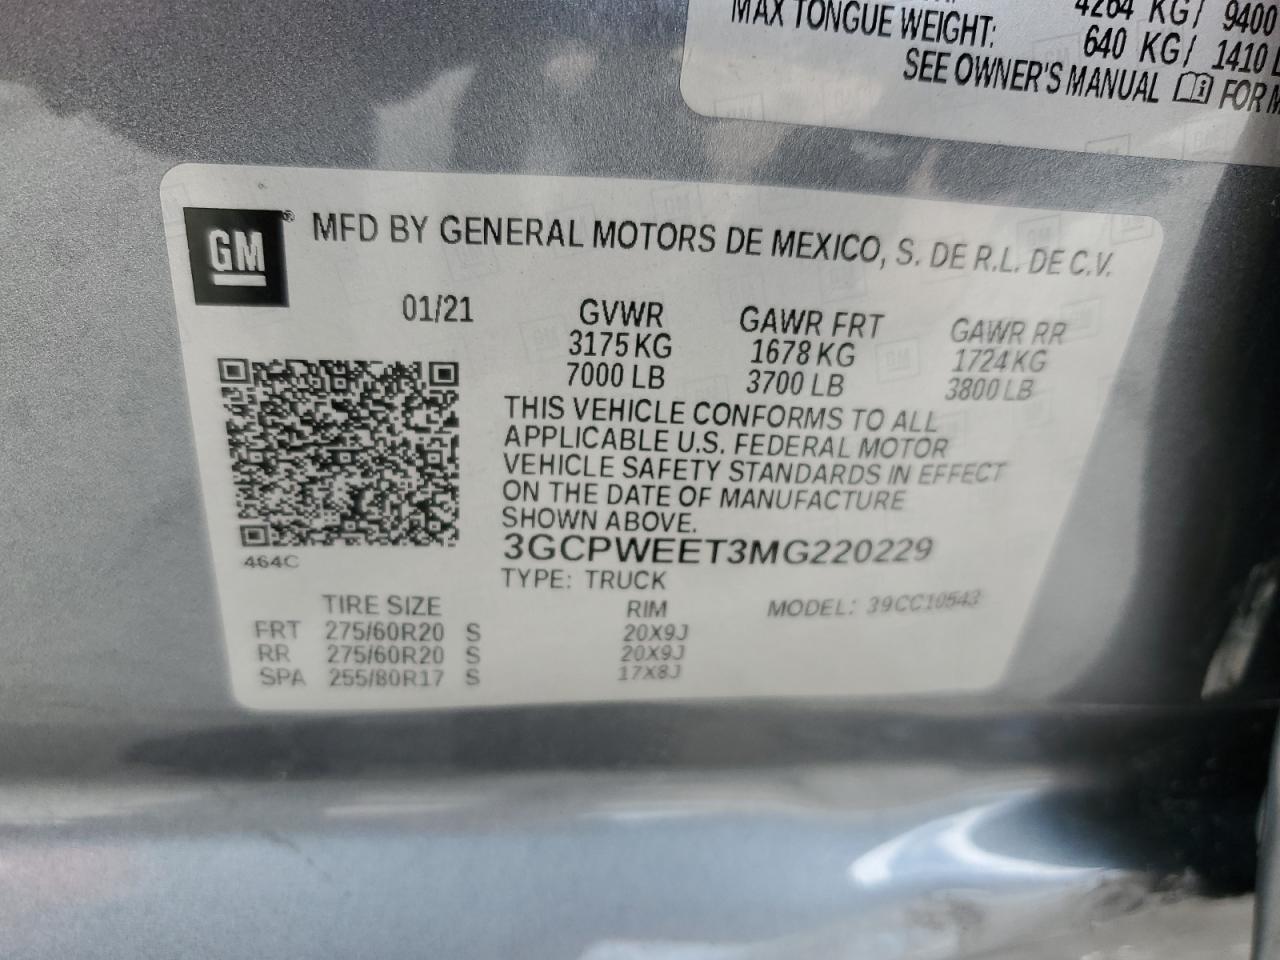 4264 KG/ 9400
MAX TONGUE WEIGHT: 640 KG/ 1410
SEE OWNER'S MANUAL FOR
GM® MFD BY GENERAL MOTORS DE MEXICO, S. DE R.L. DE C.V.
01/21 GVWR GAWR FRT GAWR RR
3175 KG 1678 KG 1724 KG
7000 LB 3700 LB 3800 LB
THIS VEHICLE CONFORMS TO ALL
APPLICABLE U.S. FEDERAL MOTOR
VEHICLE SAFETY STANDARDS IN EFFECT
ON THE DATE OF MANUFACTURE
SHOWN ABOVE.
3GCPWEET3MG220229
464C
TYPE: TRUCK
TIRE SIZE RIM MODEL: 39CC10543
FRT 275/60R20 S 20X9J
RR 275/60R20 S 20X9J
SPA 255/80R17 S 17X8J